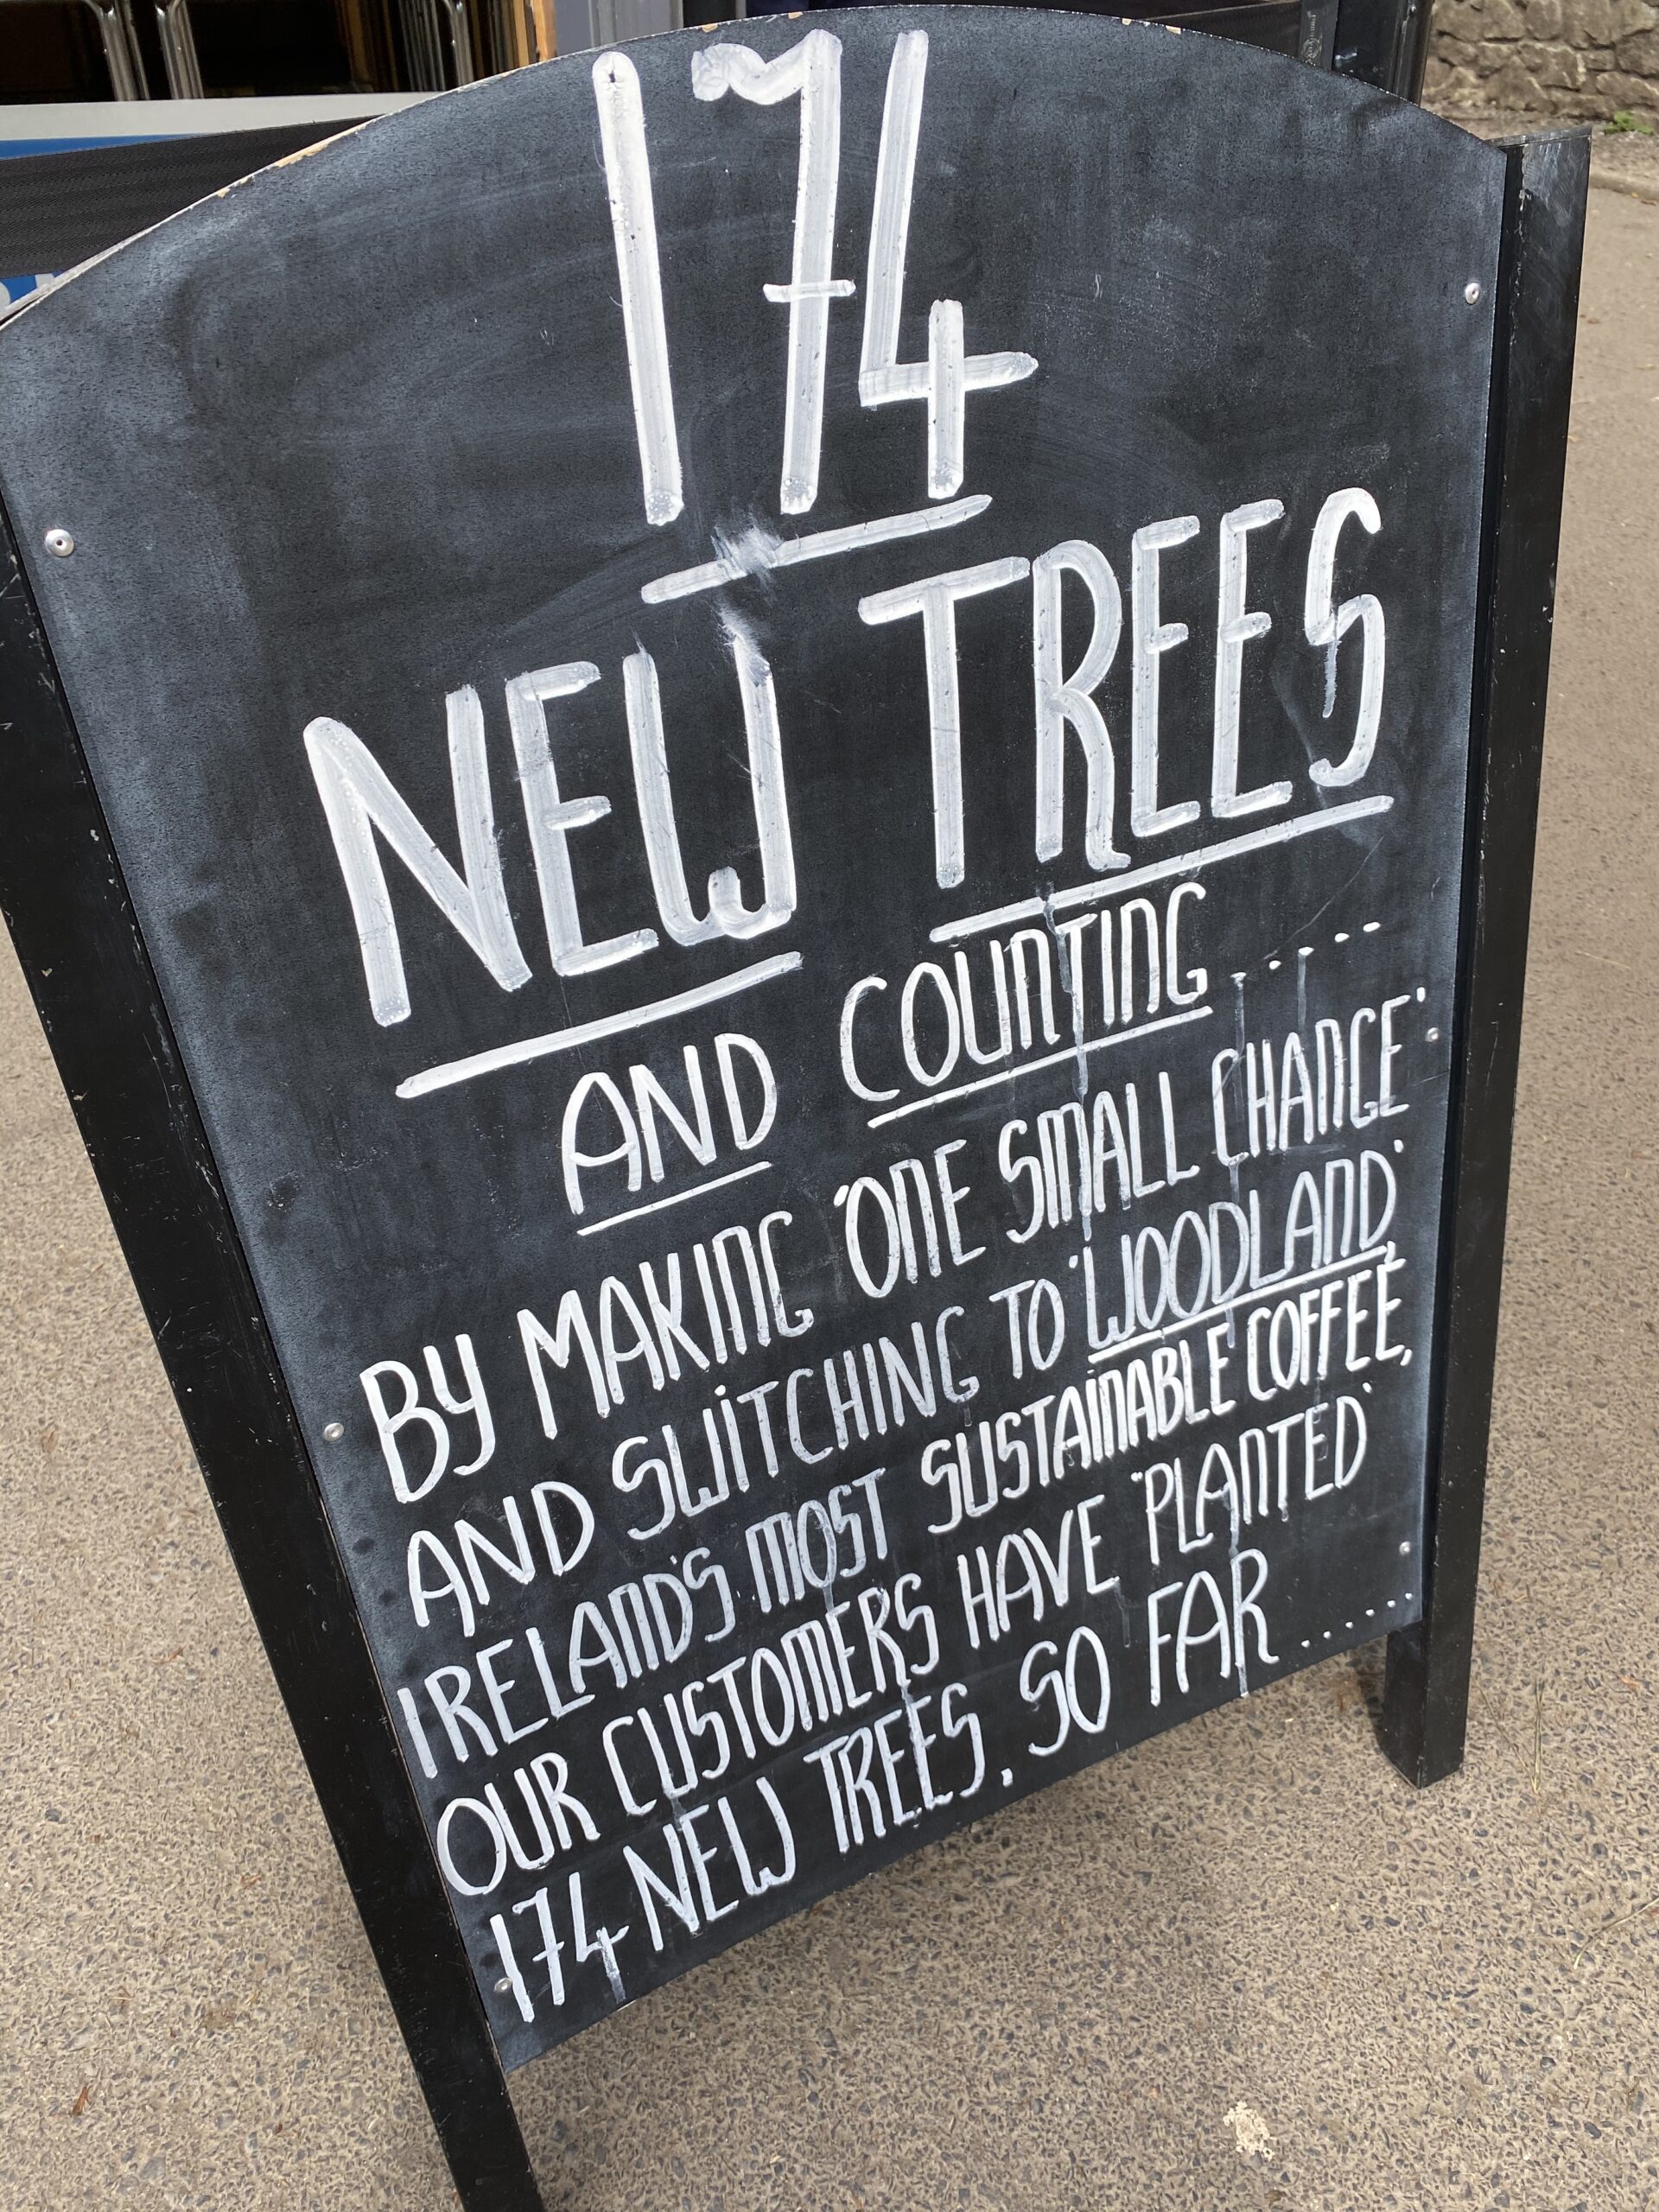 174
NEW TREES
AND COUNTING.....
BY MAKING 'ONE SMALL CHANGE'
AND SWITCHING TO 'WOODLAND',
IRELAND'S MOST SUSTAINABLE COFFEE,
OUR CUSTOMERS HAVE 'PLANTED'
174 NEW TREES. SO FAR ......